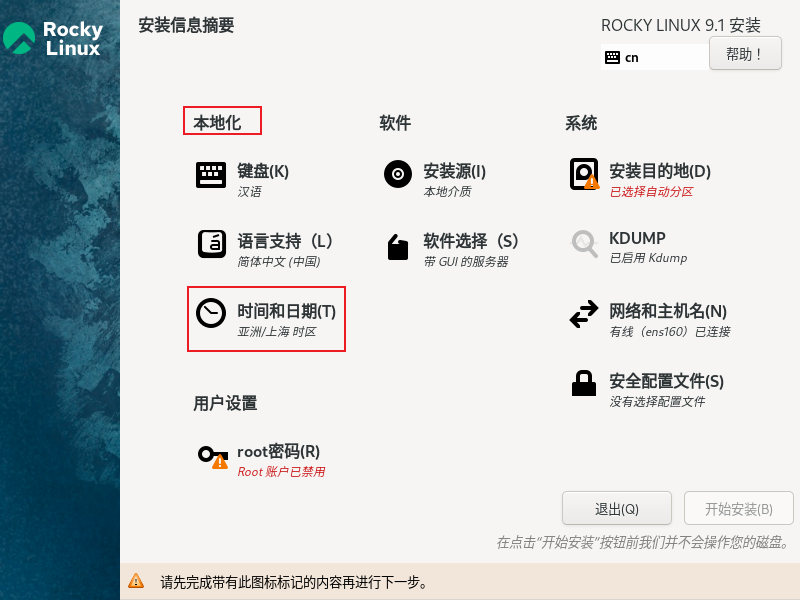 Rocky
Linux
安装信息摘要
ROCKY LINUX 9.1 安装
cn
帮助！
本地化
软件
系统
键盘(K)
汉语
安装源(I)
本地介质
安装目的地(D)
已选择自动分区
语言支持（L）
简体中文 (中国)
软件选择（S）
带 GUI 的服务器
KDUMP
已启用 Kdump
时间和日期(T)
亚洲/上海 时区
网络和主机名(N)
有线（ens160）已连接
安全配置文件(S)
没有选择配置文件
用户设置
root密码(R)
Root 账户已禁用
退出(Q)
开始安装(B)
在点击“开始安装”按钮前我们并不会操作您的磁盘。
请先完成带有此图标标记的内容再进行下一步。